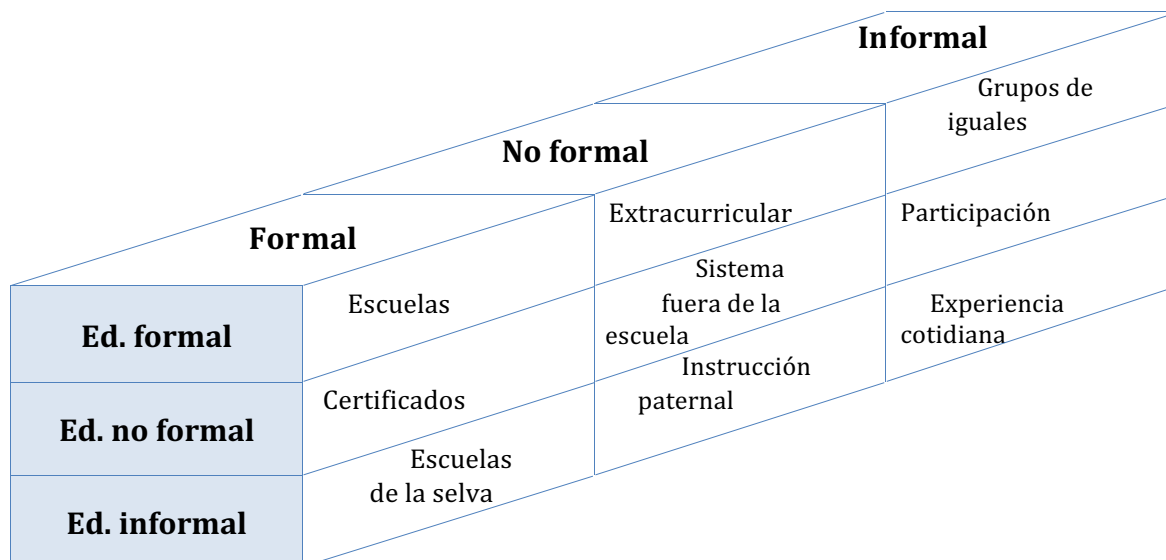 Informal
Grupos de
iguales
No formal
Extracurricular
Participación
Formal
Sistema
fuera de la
escuela
Escuelas
Experiencia
cotidiana
Ed. formal
Instrucción
paternal
Certificados
Ed. no formal
Escuelas
de la selva
Ed. informal